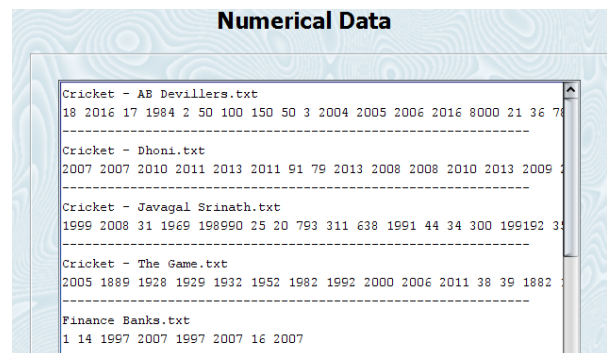 Numerical Data
Cricket - AB Devillers.txt
18 2016 17 1984 2 50 100 150 50 3 2004 2005 2006 2016 8000 21 36 78
-----------------------------------------------------------------
Cricket - Dhoni.txt
2007 2007 2010 2011 2013 2011 91 79 2013 2008 2008 2010 2013 2009
-----------------------------------------------------------------
Cricket - Javagal Srinath.txt
1999 2008 31 1969 198990 25 20 793 311 638 1991 44 34 300 199192 35
-----------------------------------------------------------------
Cricket - The Game.txt
2005 1889 1928 1929 1932 1952 1982 1992 2000 2006 2011 38 39 1882
-----------------------------------------------------------------
Finance Banks.txt
1 14 1997 2007 1997 2007 16 2007